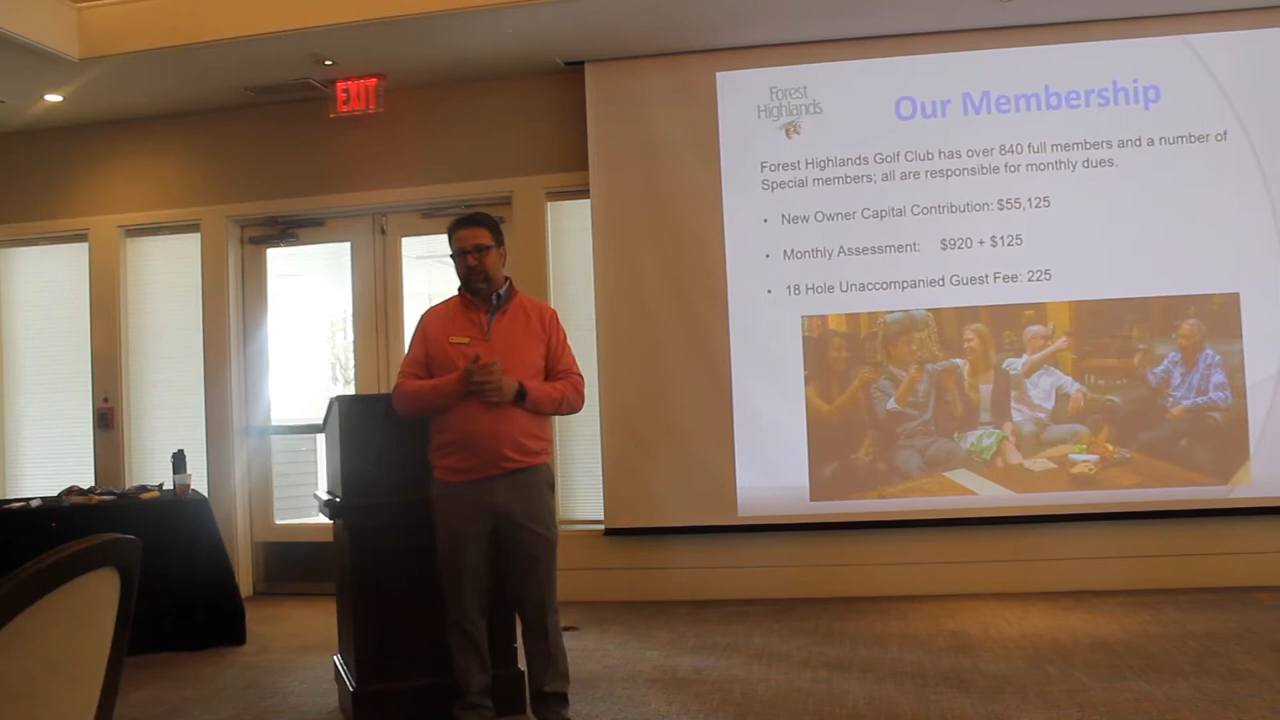 EXIT
Forest
Highlands
Our Membership
Forest Highlands Golf Club has over 840 full members and a number of
Special members; all are responsible for monthly dues.
• New Owner Capital Contribution: $55,125
• Monthly Assessment: $920 + $125
• 18 Hole Unaccompanied Guest Fee: 225